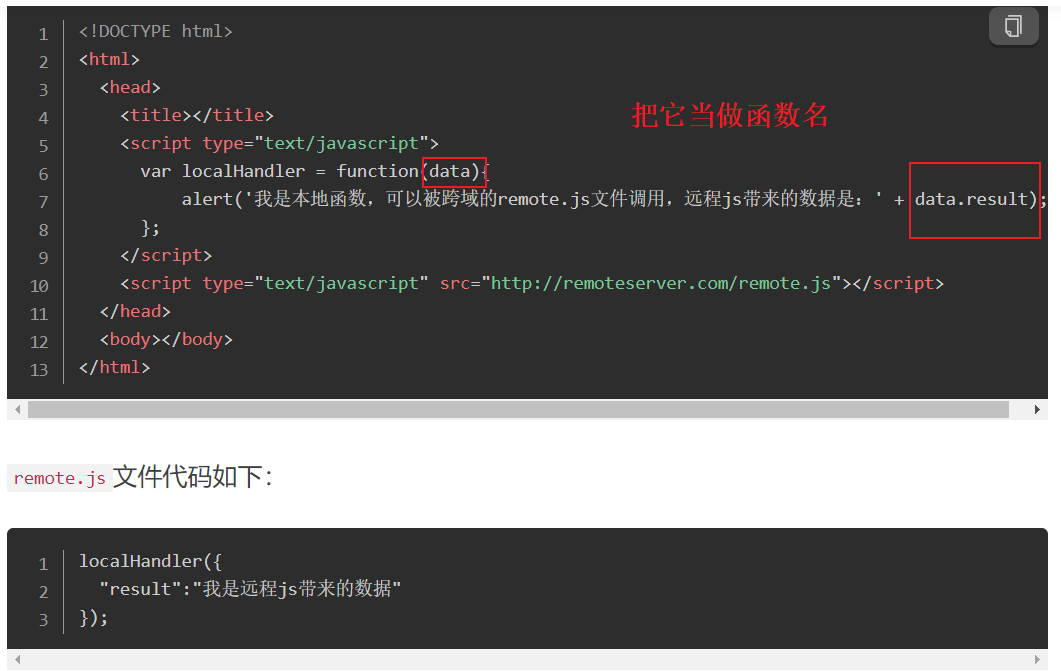 1 <!DOCTYPE html>
2 <html>
3   <head>
4     <title></title>
把它当做函数名
5     <script type="text/javascript">
6       var localHandler = function(data){
7           alert('我是本地函数，可以被跨域的remote.js文件调用，远程js带来的数据是：' + data.result);
8       };
9     </script>
10     <script type="text/javascript" src="http://remoteserver.com/remote.js"></script>
11   </head>
12   <body></body>
13 </html>
remote.js文件代码如下：
1 localHandler({
2   "result":"我是远程js带来的数据"
3 });